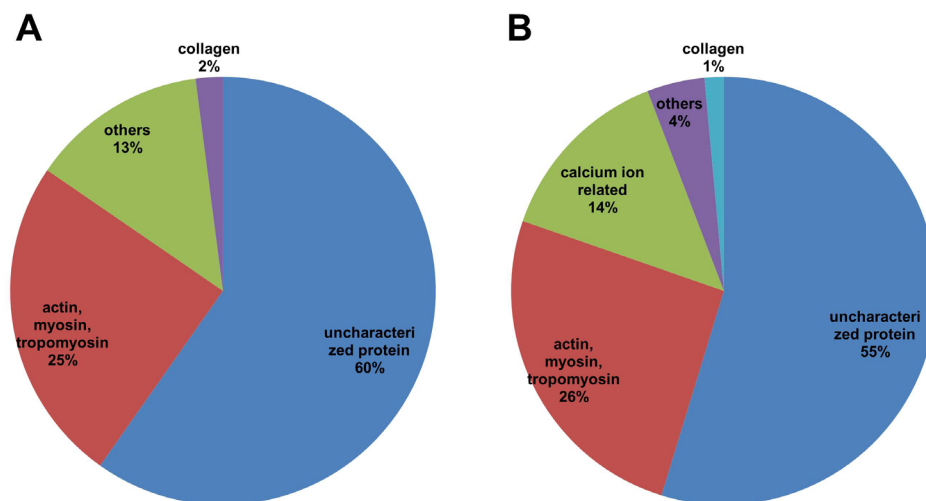 A
collagen
2%
others
13%
actin,
myosin,
tropomyosin
25%
uncharacteri
zed protein
60%
B
collagen
1%
others
4%
calcium ion
related
14%
actin,
myosin,
tropomyosin
26%
uncharacteri
zed protein
55%